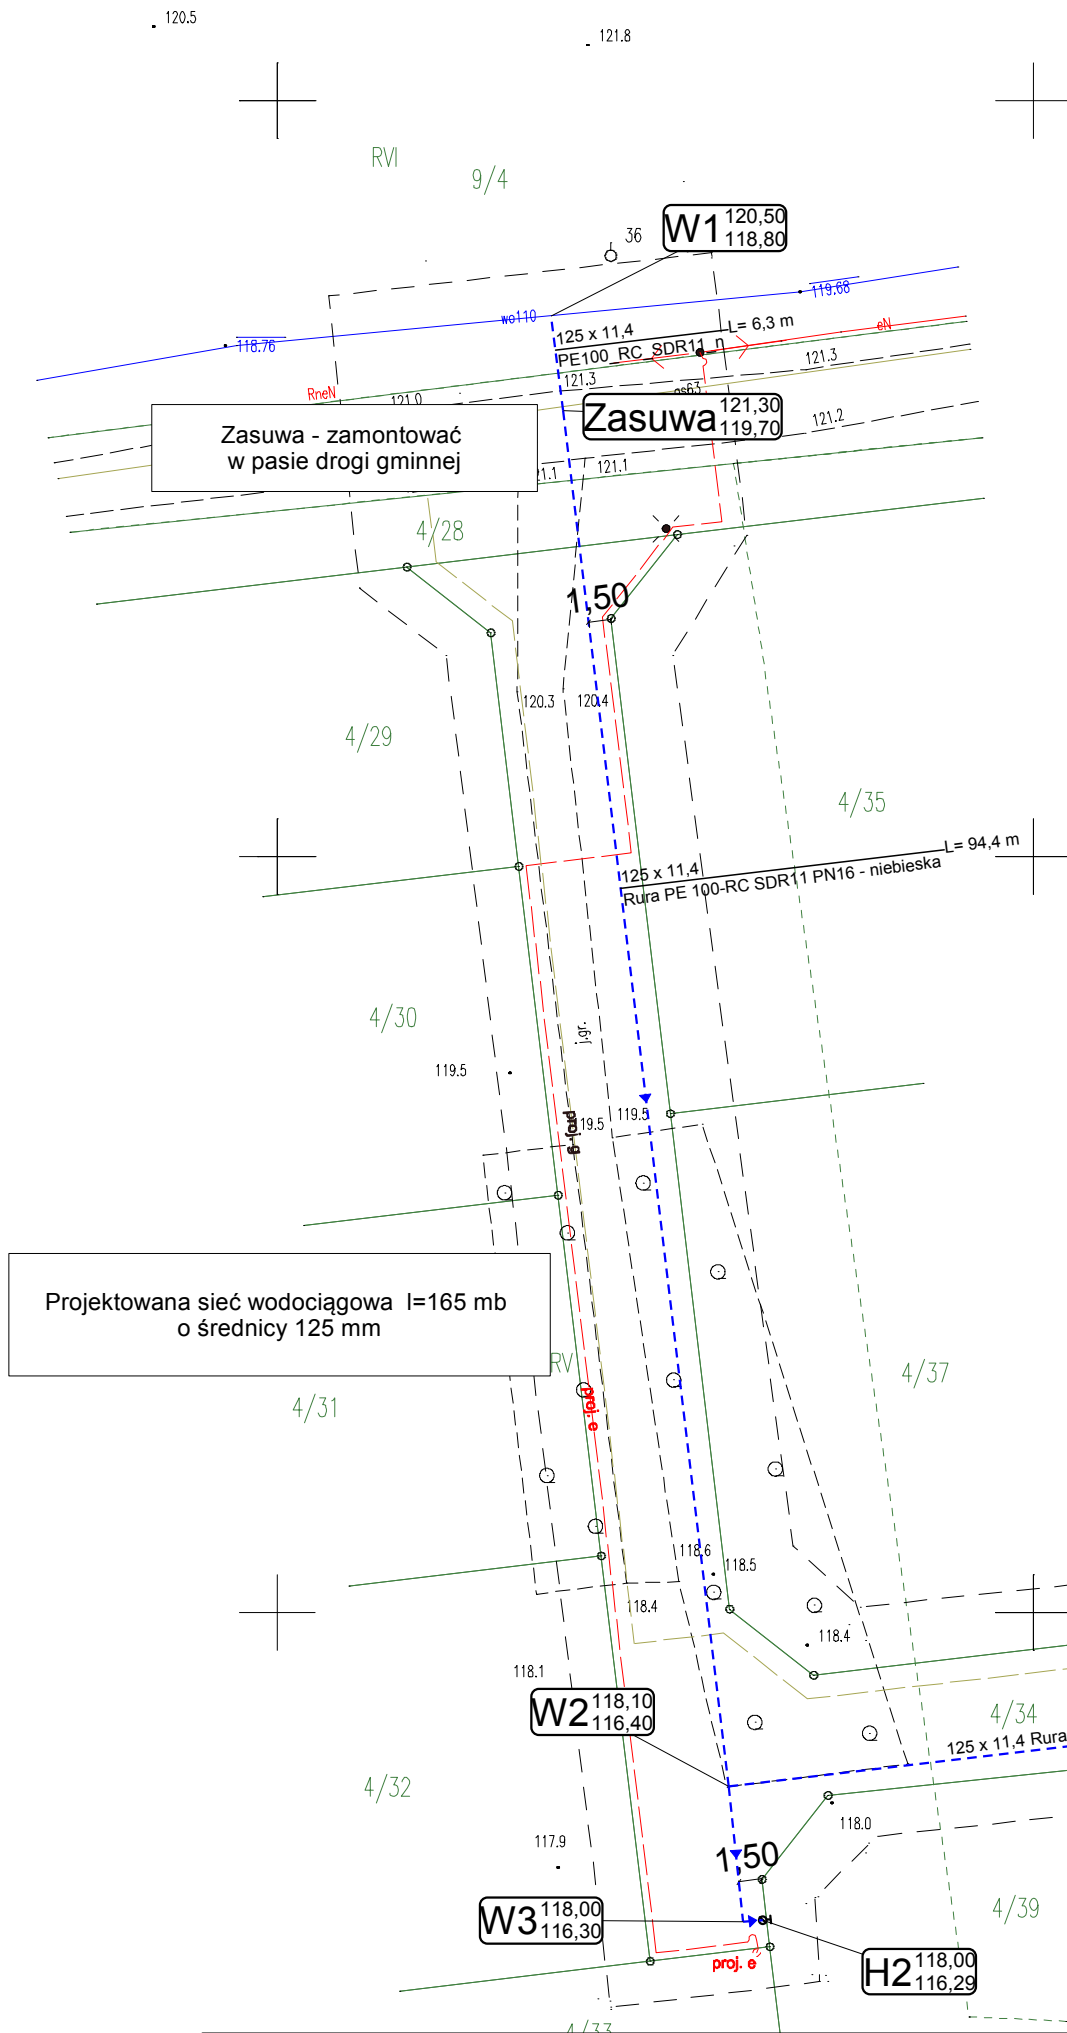 120.5
121.8
RVI
9/4
36
W1 120,50
118,80
119.68
wo110
118.76
125 x 11,4
L= 6,3 m
PE100_RC_SDR11_n
eN
121.3
121.3
RneN
121.0
gs63
Zasuwa 121,30
119,70
121.2
Zasuwa - zamontować
w pasie drogi gminnej
121.1
4/28
1,50
120.3
120.4
4/29
4/35
L= 94,4 m
125 x 11,4
Rura PE 100-RC SDR11 PN16 - niebieska
4/30
j.gr.
119.5
proj. g
119.5
Projektowana sieć wodociągowa l=165 mb
o średnicy 125 mm
RV
4/37
proj. e
4/31
118.6
118.5
118.4
118.4
118.1
W2 118,10
116,40
4/34
125 x 11,4 Rura
4/32
118.0
117.9
1,50
W3 118,00
116,30
4/39
proj. e
H2 118,00
116,29
4/33